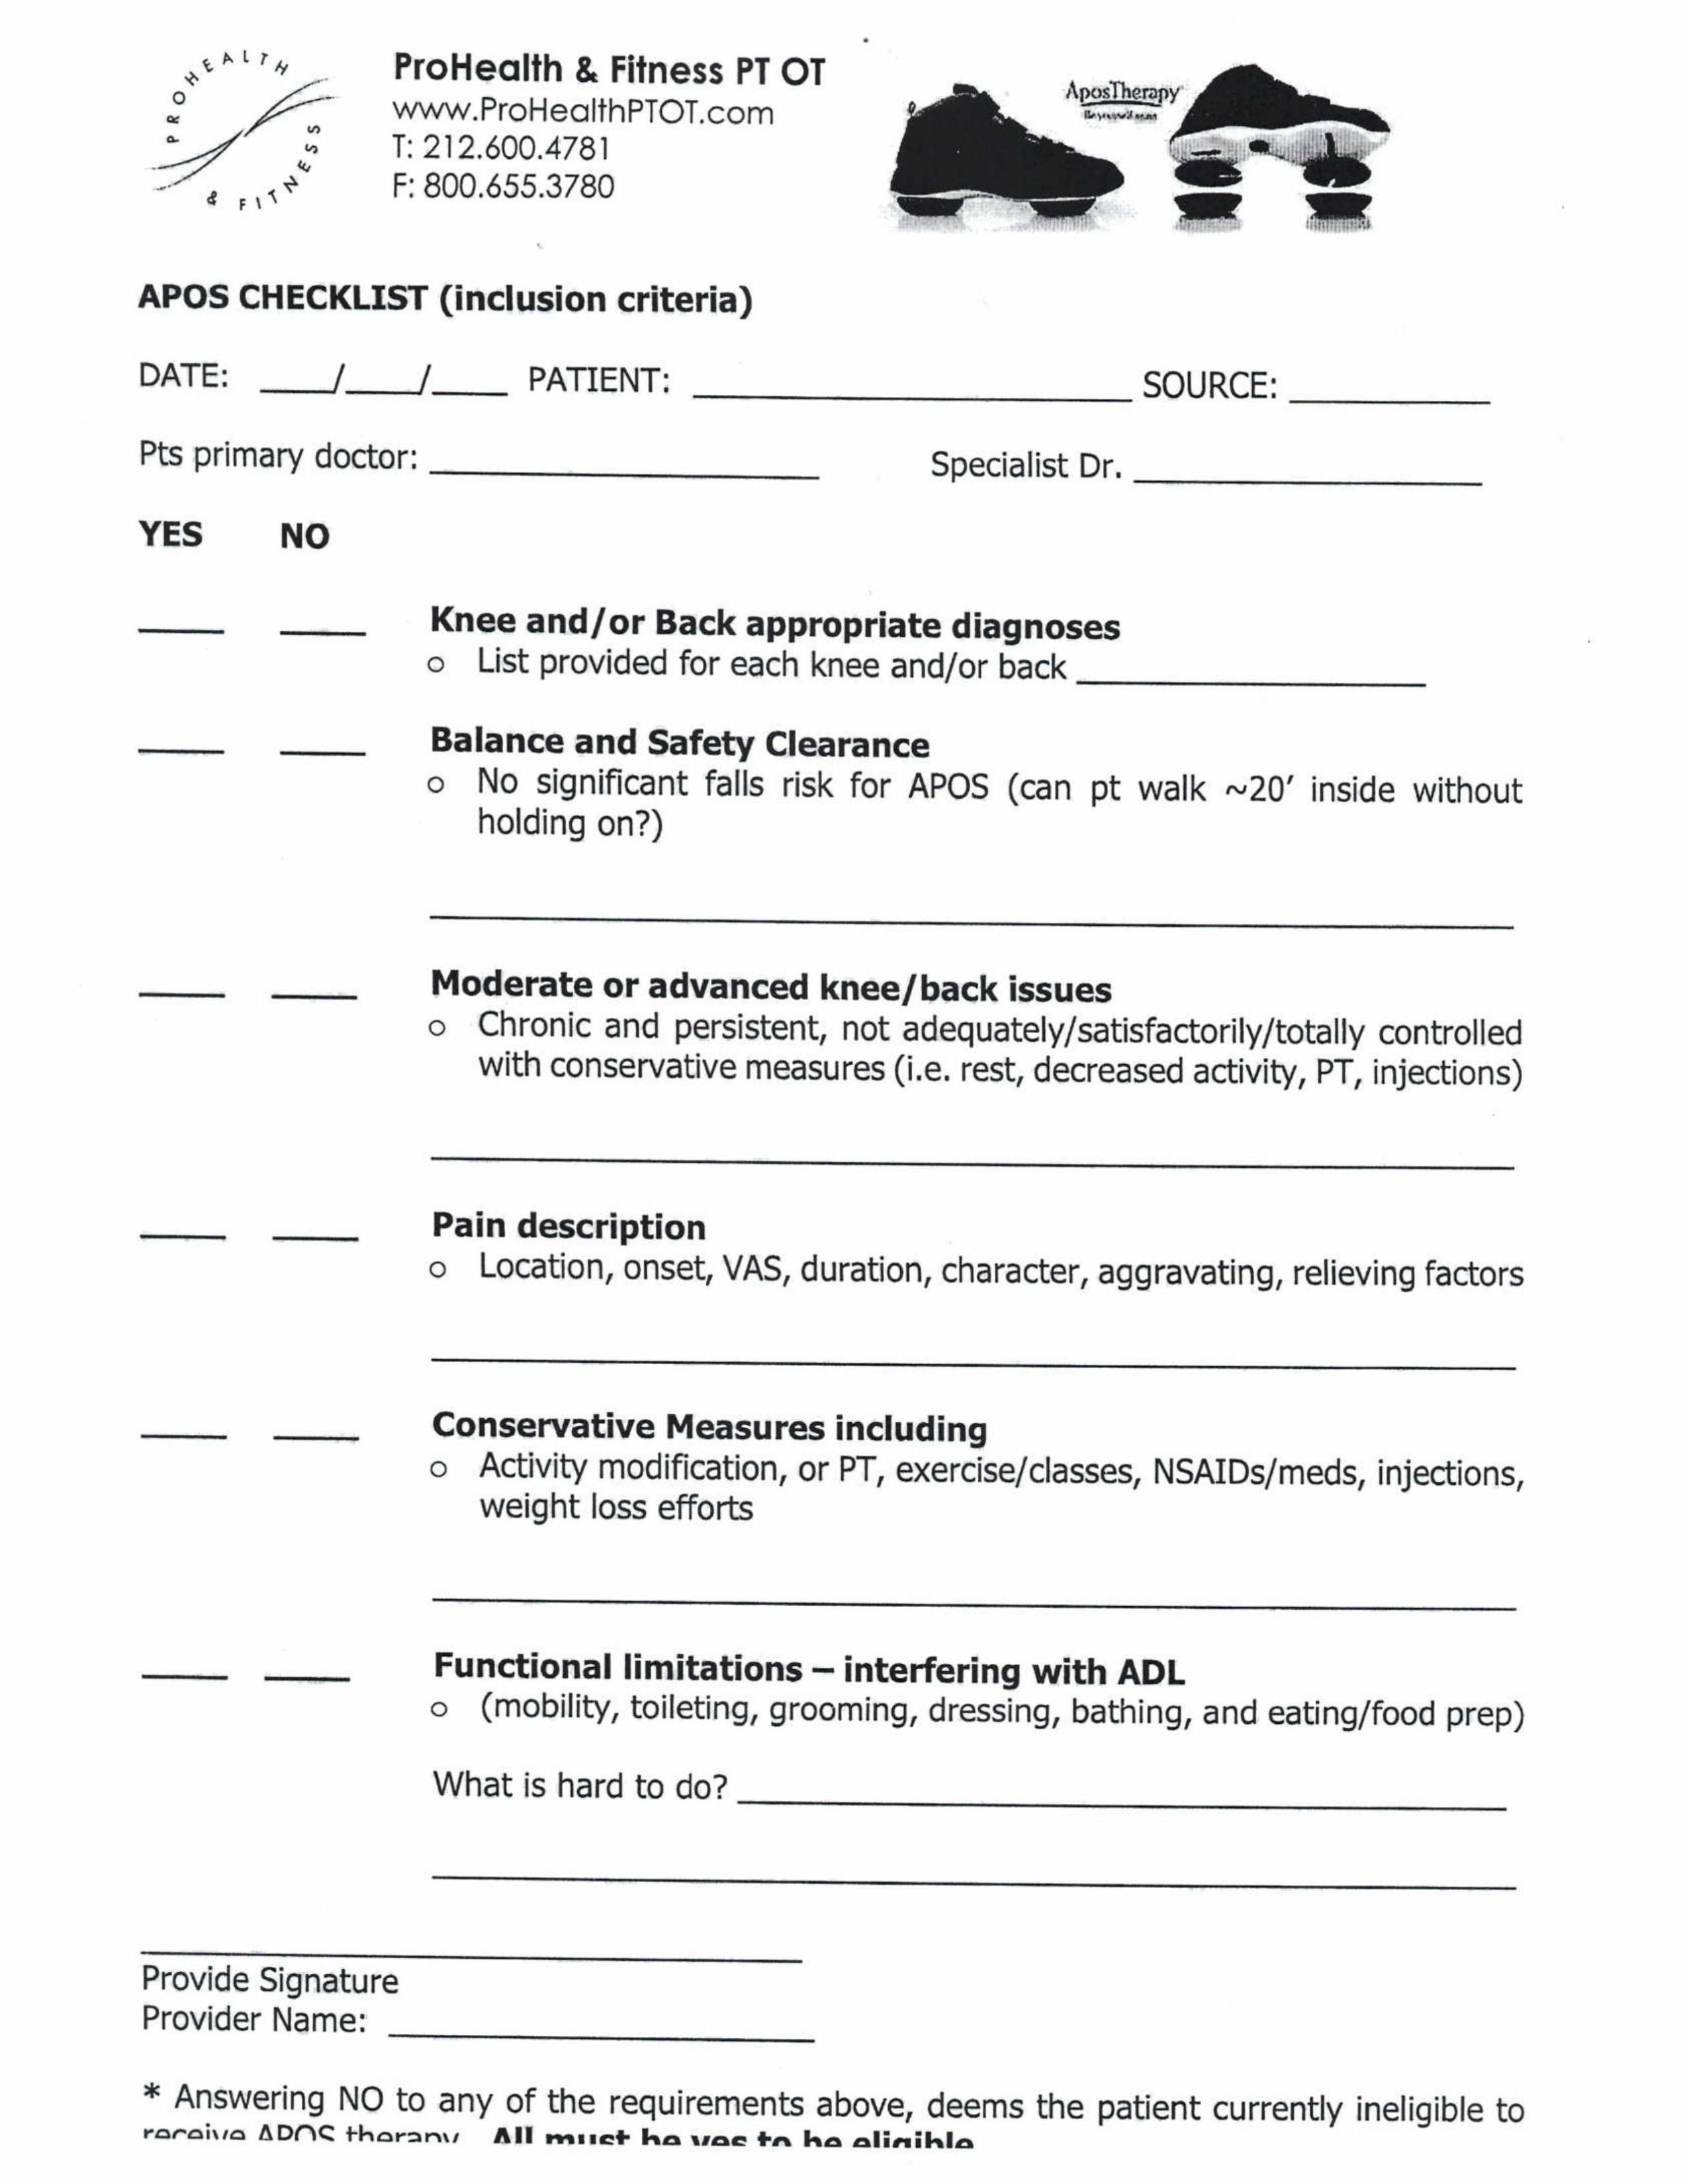 PROHEALTH & FITNESS
ProHealth & Fitness PT OT
www.ProHealthPTOT.com
T: 212.600.4781
F: 800.655.3780
AposTherapy
APOS CHECKLIST (inclusion criteria)
DATE: ___/___/___ PATIENT: ____________ SOURCE: ________
Pts primary doctor: ____________ Specialist Dr. ____________
YES NO
___ ___ Knee and/or Back appropriate diagnoses
o List provided for each knee and/or back ____________
___ ___ Balance and Safety Clearance
o No significant falls risk for APOS (can pt walk ~20' inside without
holding on?)
___ ___ Moderate or advanced knee/back issues
o Chronic and persistent, not adequately/satisfactorily/totally controlled
with conservative measures (i.e. rest, decreased activity, PT, injections)
___ ___ Pain description
o Location, onset, VAS, duration, character, aggravating, relieving factors
___ ___ Conservative Measures including
o Activity modification, or PT, exercise/classes, NSAIDs/meds, injections,
weight loss efforts
___ ___ Functional limitations – interfering with ADL
o (mobility, toileting, grooming, dressing, bathing, and eating/food prep)
What is hard to do? ____________
Provide Signature
Provider Name: ____________
* Answering NO to any of the requirements above, deems the patient currently ineligible to
receive APOS therapy All must be yes to be eligible